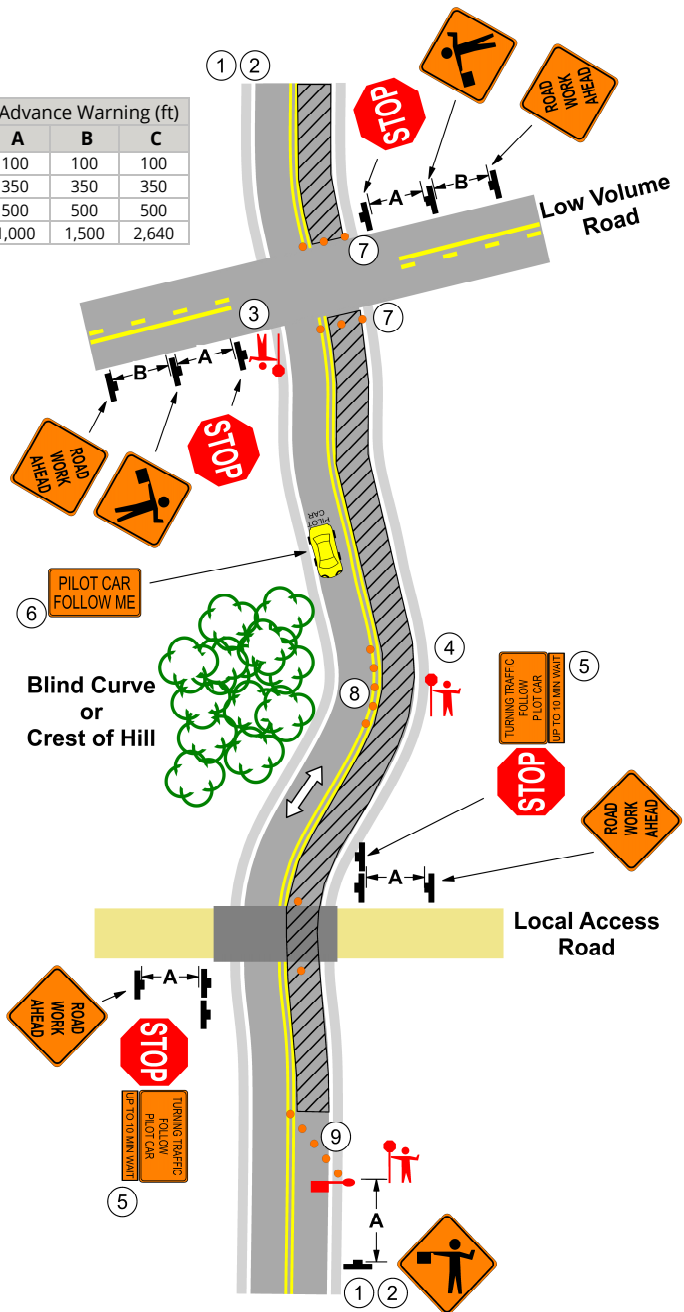 1 2
Advance Warning (ft)
A B C
100 100 100
350 350 350
500 500 500
1,000 1,500 2,640
STOP
ROAD
WORK
AHEAD
A
B
Low Volume
Road
7
3
7
B
A
ROAD
WORK
AHEAD
STOP
PILOT
CAR
PILOT CAR
FOLLOW ME
6
Blind Curve
or
Crest of Hill
4
8
TURNING TRAFFIC
FOLLOW
PILOT CAR
UP TO 10 MIN WAIT
5
STOP
ROAD
WORK
AHEAD
A
Local Access
Road
A
ROAD
WORK
AHEAD
STOP
TURNING TRAFFIC
FOLLOW
PILOT CAR
UP TO 10 MIN WAIT
5
9
A
1 2